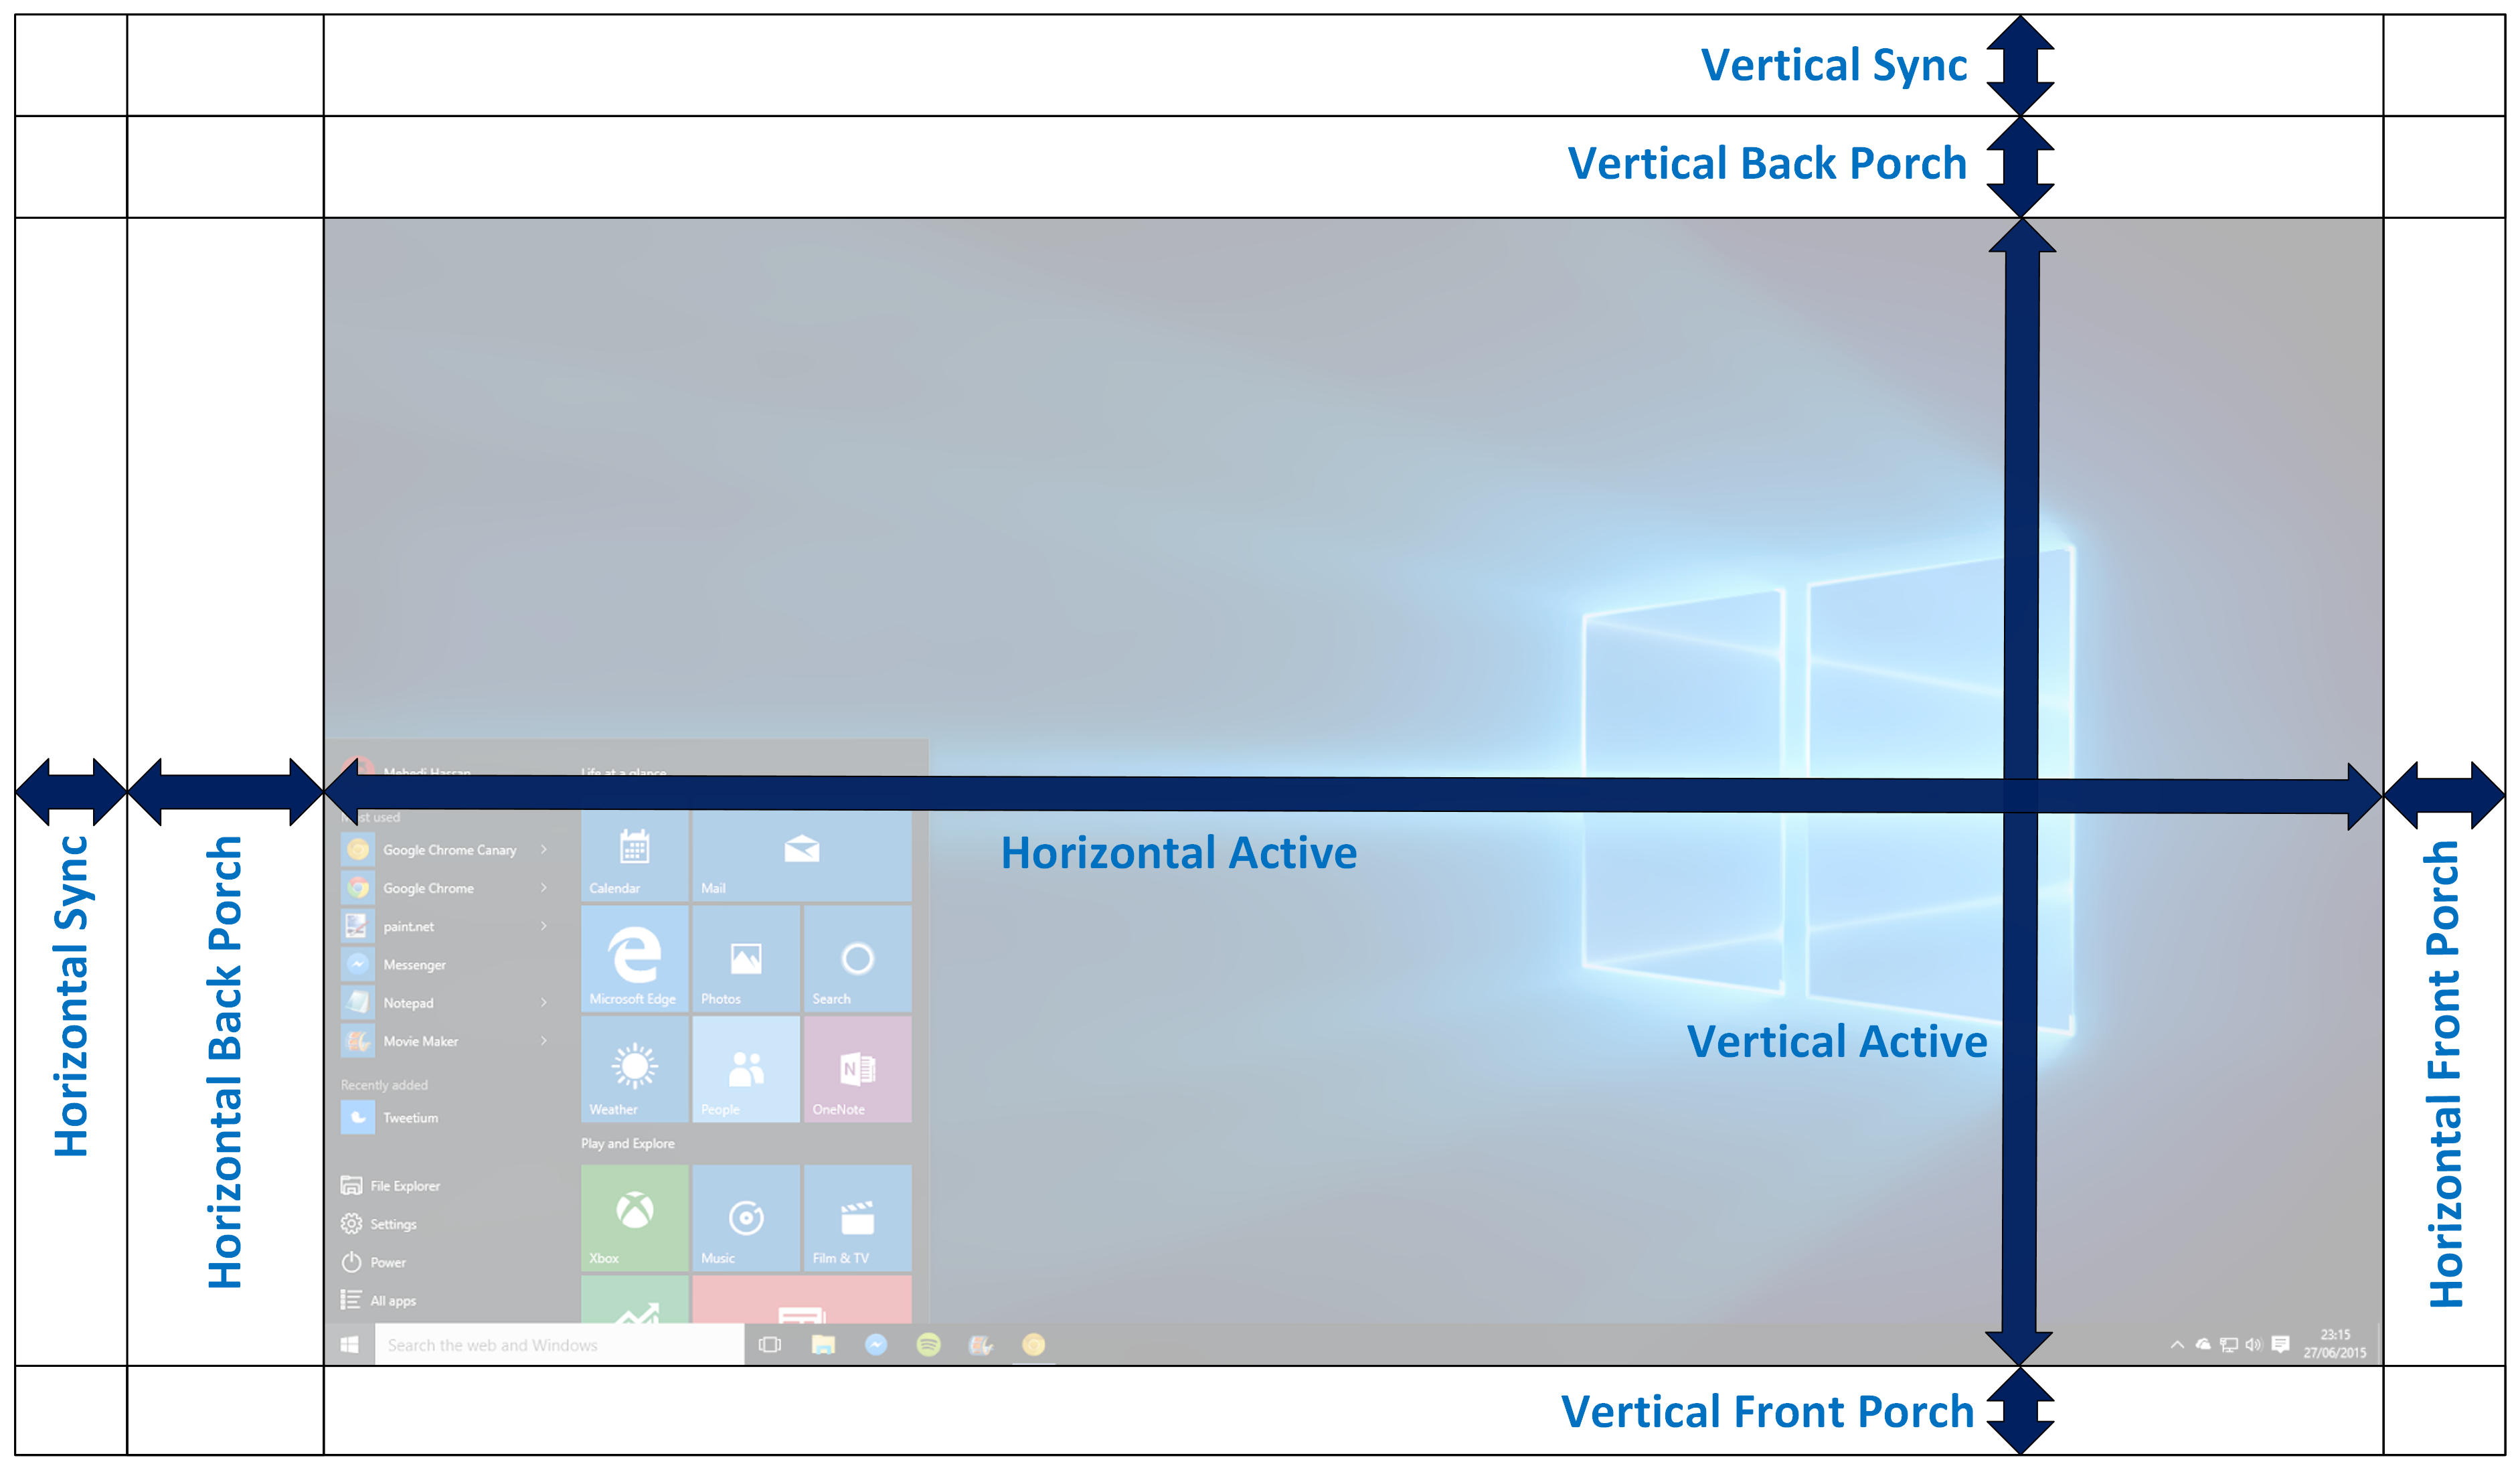 Vertical Sync
Vertical Back Porch
Mehedi Hassan
Life at a glance
Most used
Google Chrome Canary
Google Chrome
paint.net
Messenger
Notepad
Movie Maker
Recently added
Tweetium
File Explorer
Settings
Power
All apps
Calendar
Mail
Microsoft Edge
Photos
Search
Weather
People
OneNote
N
Play and Explore
Xbox
Music
Film & TV
Search the web and Windows
23:15
27/06/2015
Horizontal Sync
Horizontal Back Porch
Horizontal Active
Vertical Active
Horizontal Front Porch
Vertical Front Porch